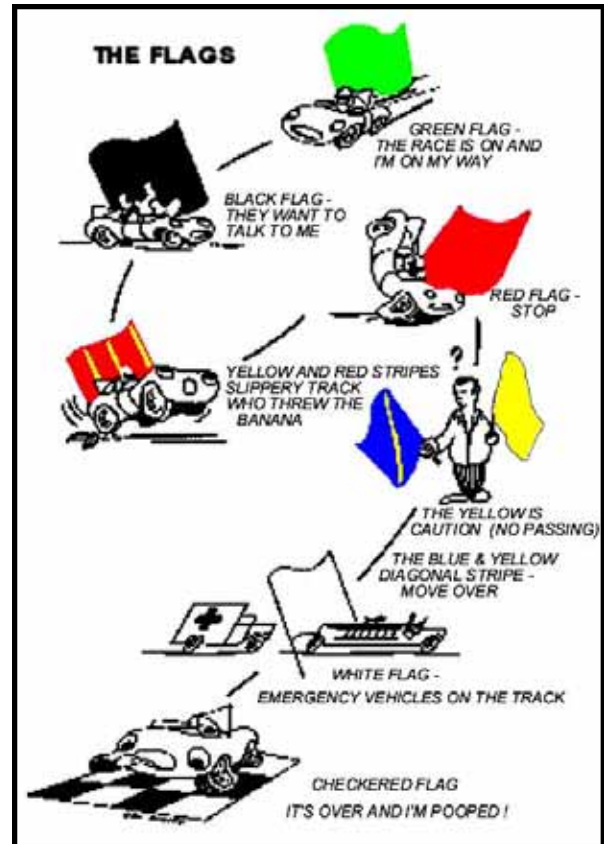 THE FLAGS
GREEN FLAG -
THE RACE IS ON AND
I'M ON MY WAY
BLACK FLAG -
THEY WANT TO
TALK TO ME
RED FLAG -
STOP
YELLOW AND RED STRIPES
SLIPPERY TRACK
WHO THREW THE
BANANA
?
THE YELLOW IS
CAUTION (NO PASSING)
THE BLUE & YELLOW
DIAGONAL STRIPE -
MOVE OVER
WHITE FLAG -
EMERGENCY VEHICLES ON THE TRACK
CHECKERED FLAG
IT'S OVER AND I'M POOPED !